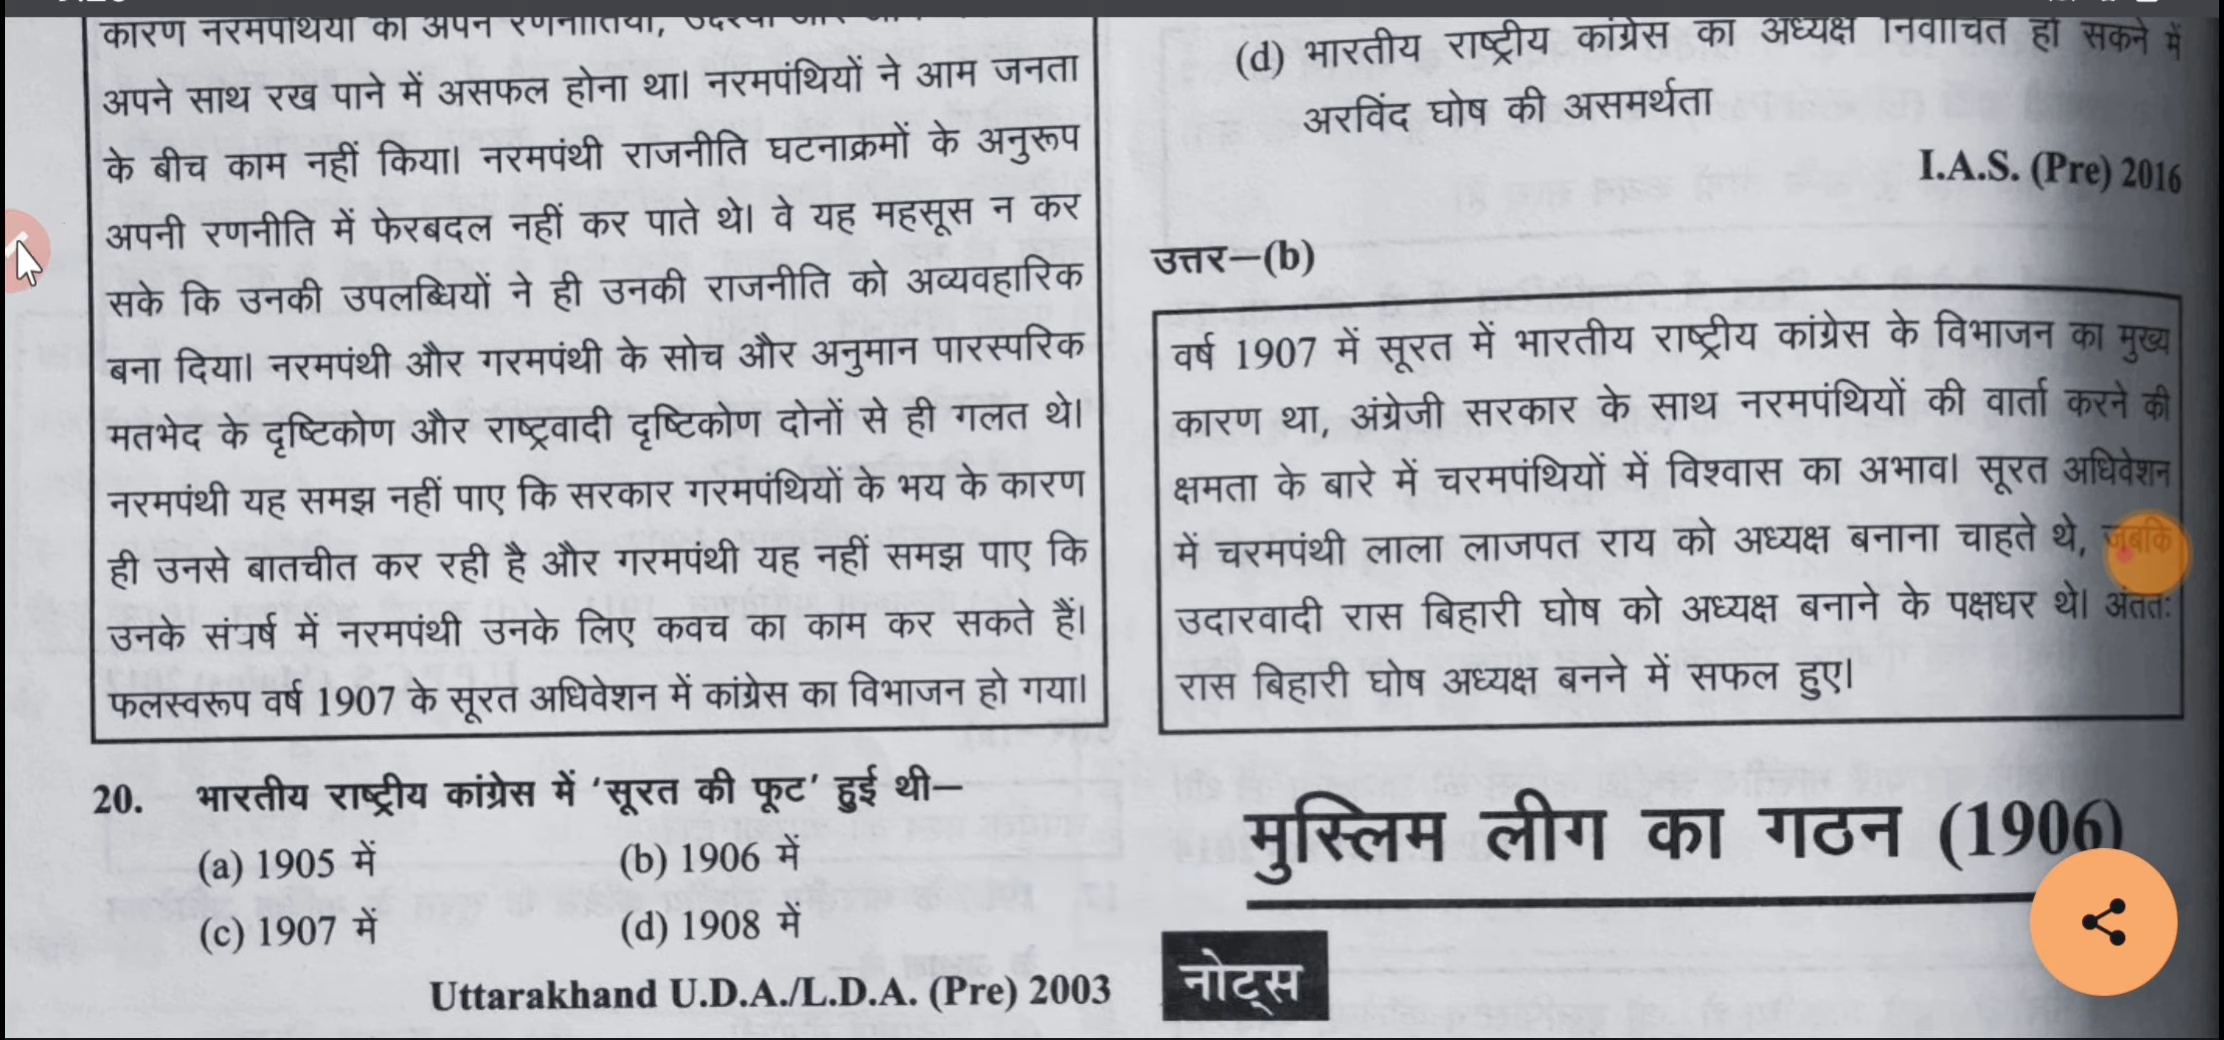 कारण नरमपंथियों को अपने रणनीतियों,
अपने साथ रख पाने में असफल होना था। नरमपंथियों ने आम जनता
के बीच काम नहीं किया। नरमपंथी राजनीति घटनाक्रमों के अनुरूप
अपनी रणनीति में फेरबदल नहीं कर पाते थे। वे यह महसूस न कर
सके कि उनकी उपलब्धियों ने ही उनकी राजनीति को अव्यवहारिक
बना दिया। नरमपंथी और गरमपंथी के सोच और अनुमान पारस्परिक
मतभेद के दृष्टिकोण और राष्ट्रवादी दृष्टिकोण दोनों से ही गलत थे।
नरमपंथी यह समझ नहीं पाए कि सरकार गरमपंथियों के भय के कारण
ही उनसे बातचीत कर रही है और गरमपंथी यह नहीं समझ पाए कि
उनके संघर्ष में नरमपंथी उनके लिए कवच का काम कर सकते हैं।
फलस्वरूप वर्ष 1907 के सूरत अधिवेशन में कांग्रेस का विभाजन हो गया।
20. भारतीय राष्ट्रीय कांग्रेस में ‘सूरत की फूट’ हुई थी–
(a) 1905 में (b) 1906 में
(c) 1907 में (d) 1908 में
Uttarakhand U.D.A./L.D.A. (Pre) 2003
(d) भारतीय राष्ट्रीय कांग्रेस का अध्यक्ष निर्वाचित हो सकने में
अरविंद घोष की असमर्थता
I.A.S. (Pre) 2016
उत्तर–(b)
वर्ष 1907 में सूरत में भारतीय राष्ट्रीय कांग्रेस के विभाजन का मुख्य
कारण था, अंग्रेजी सरकार के साथ नरमपंथियों की वार्ता करने की
क्षमता के बारे में चरमपंथियों में विश्वास का अभाव। सूरत अधिवेशन
में चरमपंथी लाला लाजपत राय को अध्यक्ष बनाना चाहते थे, जबकि
उदारवादी रास बिहारी घोष को अध्यक्ष बनाने के पक्षधर थे। अंततः
रास बिहारी घोष अध्यक्ष बनने में सफल हुए।
मुस्लिम लीग का गठन (1906)
नोट्स